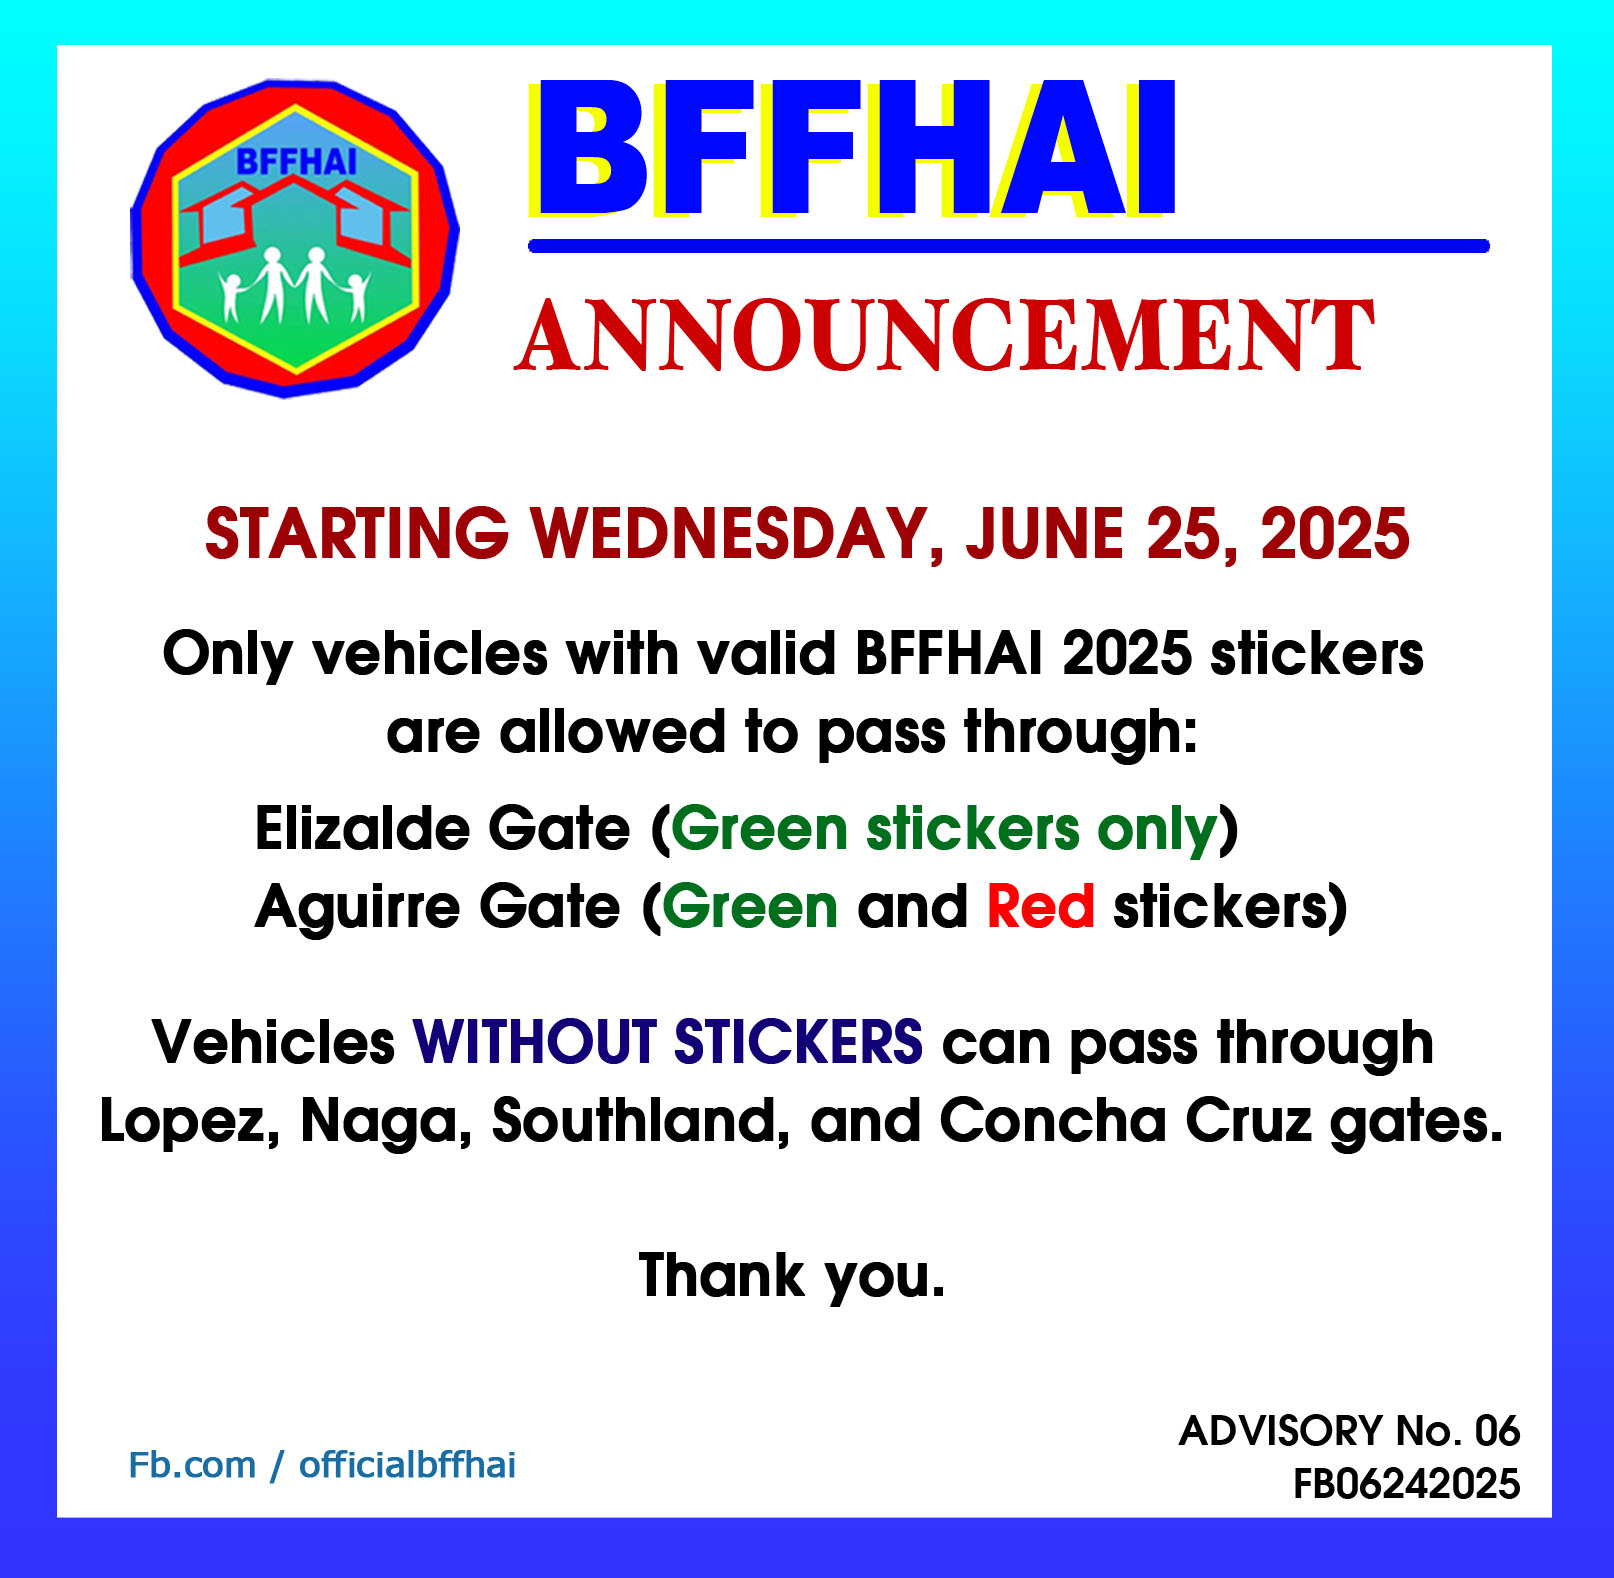 BFFHAI
BFFHAI
ANNOUNCEMENT
STARTING WEDNESDAY, JUNE 25, 2025
Only vehicles with valid BFFHAI 2025 stickers
are allowed to pass through:
Elizalde Gate (Green stickers only)
Aguirre Gate (Green and Red stickers)
Vehicles WITHOUT STICKERS can pass through
Lopez, Naga, Southland, and Concha Cruz gates.
Thank you.
Fb.com / officialbffhai
ADVISORY No. 06
FB06242025